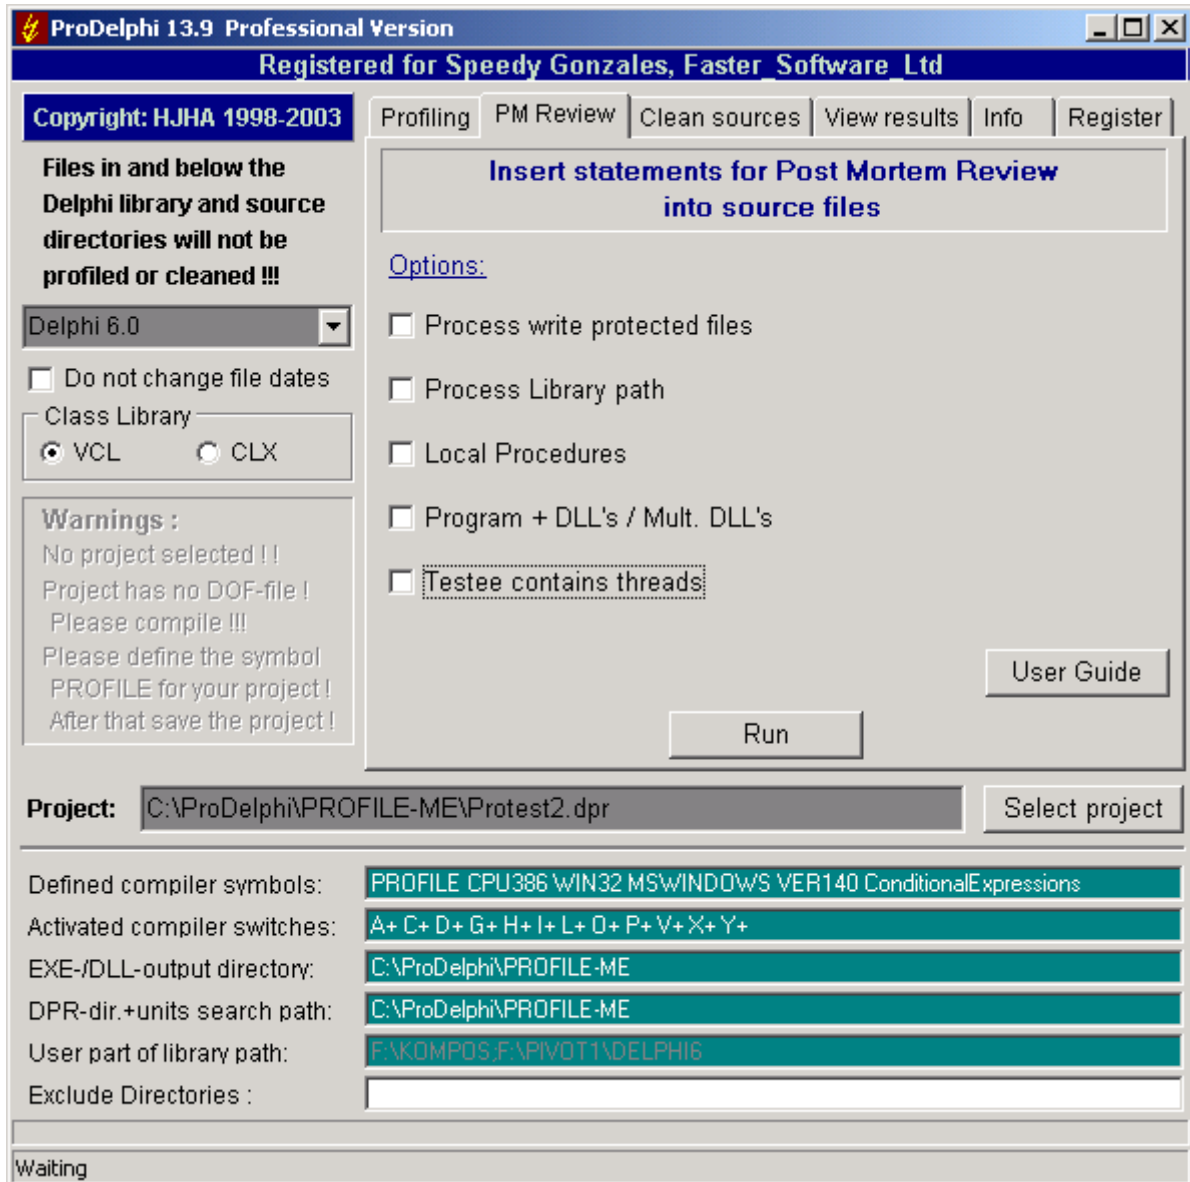 ProDelphi 13.9 Professional Version
Registered for Speedy Gonzales, Faster_Software_Ltd
Copyright: HJHA 1998-2003
Files in and below the
Delphi library and source
directories will not be
profiled or cleaned !!!
Delphi 6.0
Do not change file dates
Class Library
VCL CLX
Warnings :
No project selected ! !
Project has no DOF-file !
Please compile !!!
Please define the symbol
PROFILE for your project !
After that save the project !
Profiling PM Review Clean sources View results Info Register
Insert statements for Post Mortem Review
into source files
Options:
Process write protected files
Process Library path
Local Procedures
Program + DLL's / Mult. DLL's
Testee contains threads
User Guide
Run
Project: C:\ProDelphi\PROFILE-ME\Protest2.dpr Select project
Defined compiler symbols: PROFILE CPU386 WIN32 MSWINDOWS VER140 ConditionalExpressions
Activated compiler switches: A+ C+ D+ G+ H+ I+ L+ O+ P+ V+ X+ Y+
EXE-/DLL-output directory: C:\ProDelphi\PROFILE-ME
DPR-dir.+units search path: C:\ProDelphi\PROFILE-ME
User part of library path: F:\KOMPOS;F:\PIVOT1\DELPHI6
Exclude Directories :
Waiting